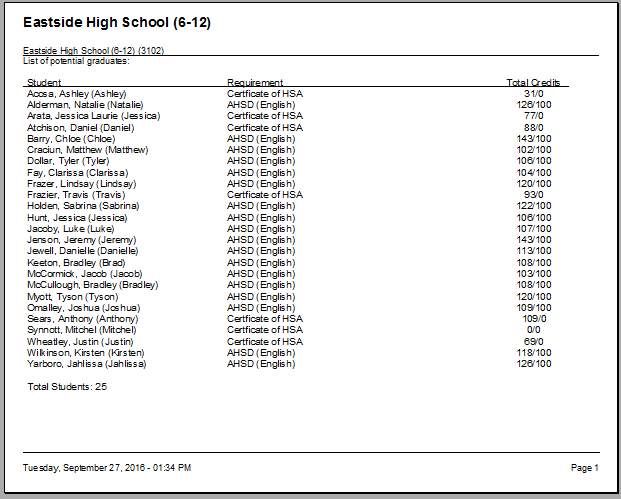 Eastside High School (6-12)
Eastside High School (6-12) (3102)
List of potential graduates:
Student Requirement Total Credits
Acosa, Ashley (Ashley) Certficate of HSA 31/0
Alderman, Natalie (Natalie) AHSD (English) 126/100
Arata, Jessica Laurie (Jessica) Certficate of HSA 77/0
Atchison, Daniel (Daniel) Certficate of HSA 88/0
Barry, Chloe (Chloe) AHSD (English) 143/100
Craciun, Matthew (Matthew) AHSD (English) 102/100
Dollar, Tyler (Tyler) AHSD (English) 106/100
Fay, Clarissa (Clarissa) AHSD (English) 104/100
Frazer, Lindsay (Lindsay) AHSD (English) 120/100
Frazier, Travis (Travis) Certficate of HSA 93/0
Holden, Sabrina (Sabrina) AHSD (English) 122/100
Hunt, Jessica (Jessica) AHSD (English) 106/100
Jacoby, Luke (Luke) AHSD (English) 107/100
Jenson, Jeremy (Jeremy) AHSD (English) 143/100
Jewell, Danielle (Danielle) AHSD (English) 113/100
Keeton, Bradley (Brad) AHSD (English) 108/100
McCormick, Jacob (Jacob) AHSD (English) 103/100
McCullough, Bradley (Bradley) AHSD (English) 108/100
Myott, Tyson (Tyson) AHSD (English) 120/100
Omalley, Joshua (Joshua) AHSD (English) 109/100
Sears, Anthony (Anthony) Certficate of HSA 109/0
Synnott, Mitchel (Mitchel) Certficate of HSA 0/0
Wheatley, Justin (Justin) Certficate of HSA 69/0
Wilkinson, Kirsten (Kirsten) AHSD (English) 118/100
Yarboro, Jahlissa (Jahlissa) AHSD (English) 126/100
Total Students: 25
Tuesday, September 27, 2016 - 01:34 PM Page 1